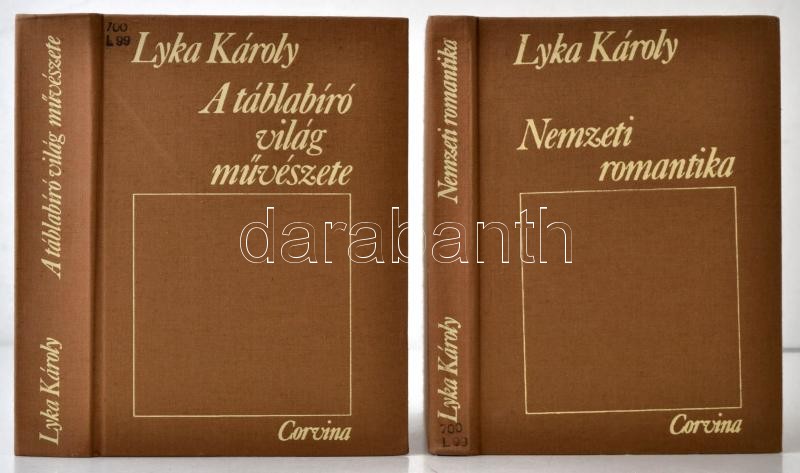 Lyka Károly A táblabíró világ művészete
700
L 99
Lyka Károly
A táblabíró
világ
művészete
Corvina
Lyka Károly Nemzeti romantika
700
L 99
Lyka Károly
Nemzeti
romantika
Corvina
darabanth